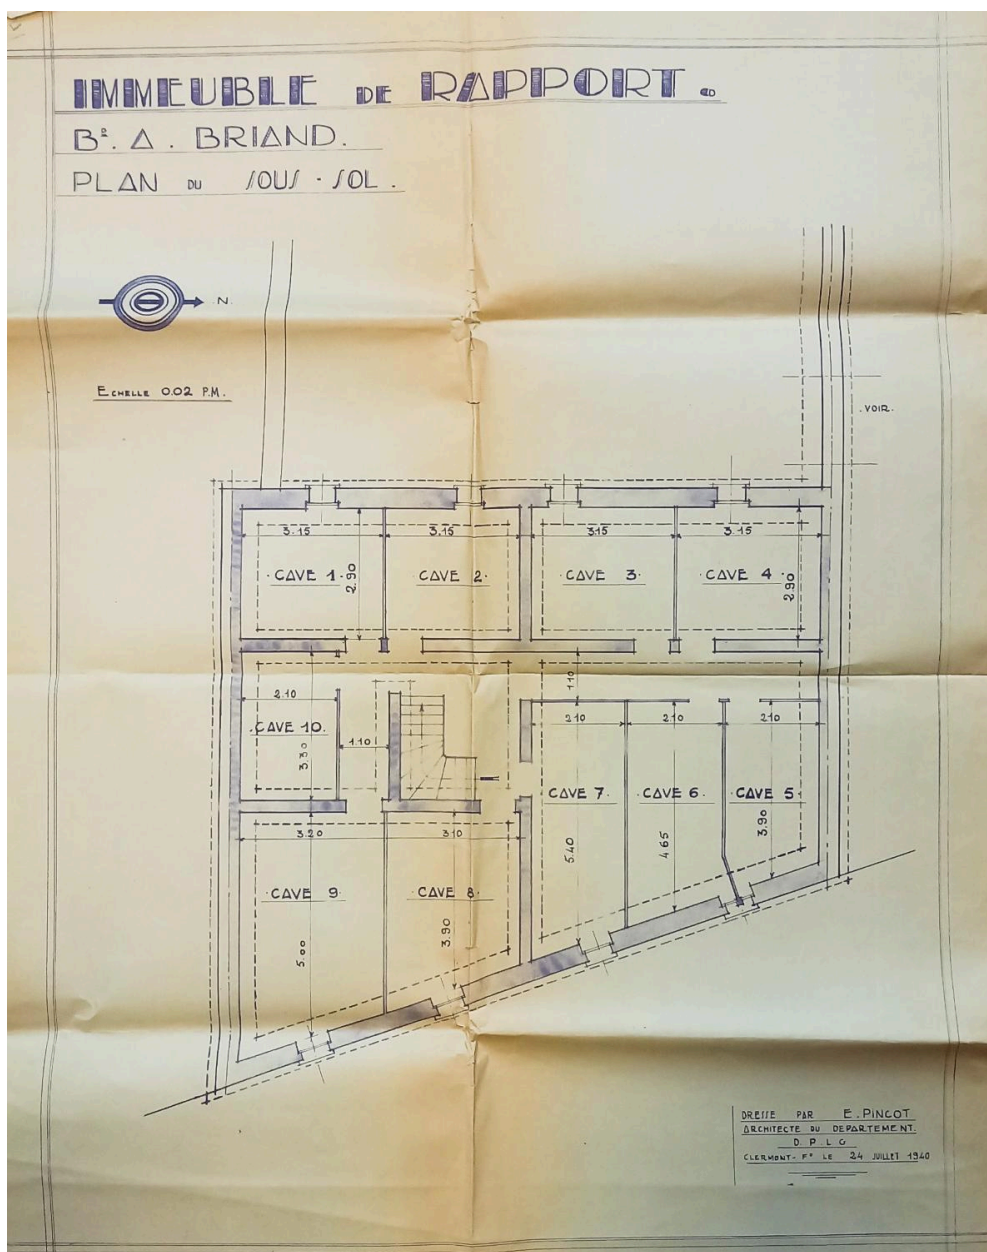 IMMEUBLE DE RAPPORT.
Bᴰ. A. BRIAND.
PLAN DU SOUS-SOL.
N.
ECHELLE 0.02 P.M.
VOIR.
3.15 3.15 3.15 3.15
CAVE 1. 2.90 CAVE 2. CAVE 3. CAVE 4. 2.90
1.10
2.10 2.10 2.10 2.10
CAVE 10. 1.10
3.30
CAVE 7. CAVE 6. CAVE 5.
5.40 4.65 3.90
3.20 3.10
CAVE 9. CAVE 8.
5.00 3.90
DRESSE PAR E. PINCOT
ARCHITECTE DU DEPARTEMENT.
D. P. L. G
CLERMONT-Fᴰ LE 24 JUILLET 1940